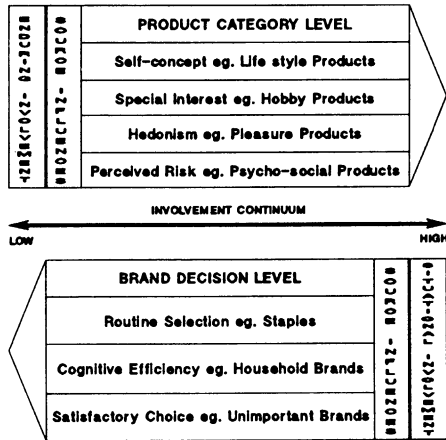 PRODUCT CATEGORY LEVEL
Self-concept eg. Life style Products
Special Interest eg. Hobby Products
Hedonism eg. Pleasure Products
Perceived Risk eg. Psycho-social Products
INVOLVEMENT CONTINUUM
LOW HIGH
BRAND DECISION LEVEL
Routine Selection eg. Staples
Cognitive Efficiency eg. Household Brands
Satisfactory Choice eg. Unimportant Brands